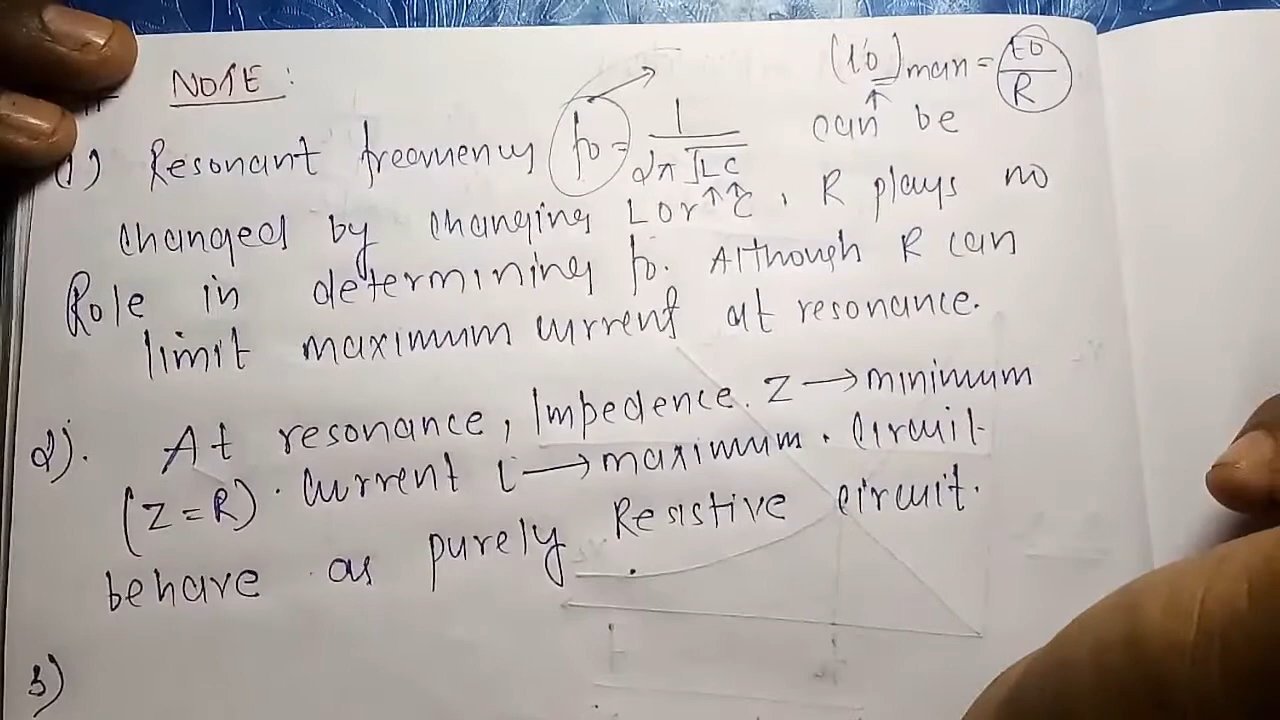 NOTE :
(i0)max = E0/R
1) Resonant frequency f0 = 1/2π√LC can be
changed by changing L or C, R plays no
Role in determining f0. Although R can
limit maximum current at resonance.
2). At resonance, Impedence. Z → minimum
(Z=R). Current i → maximum. Circuit
behave as purely Resistive circuit.
3)